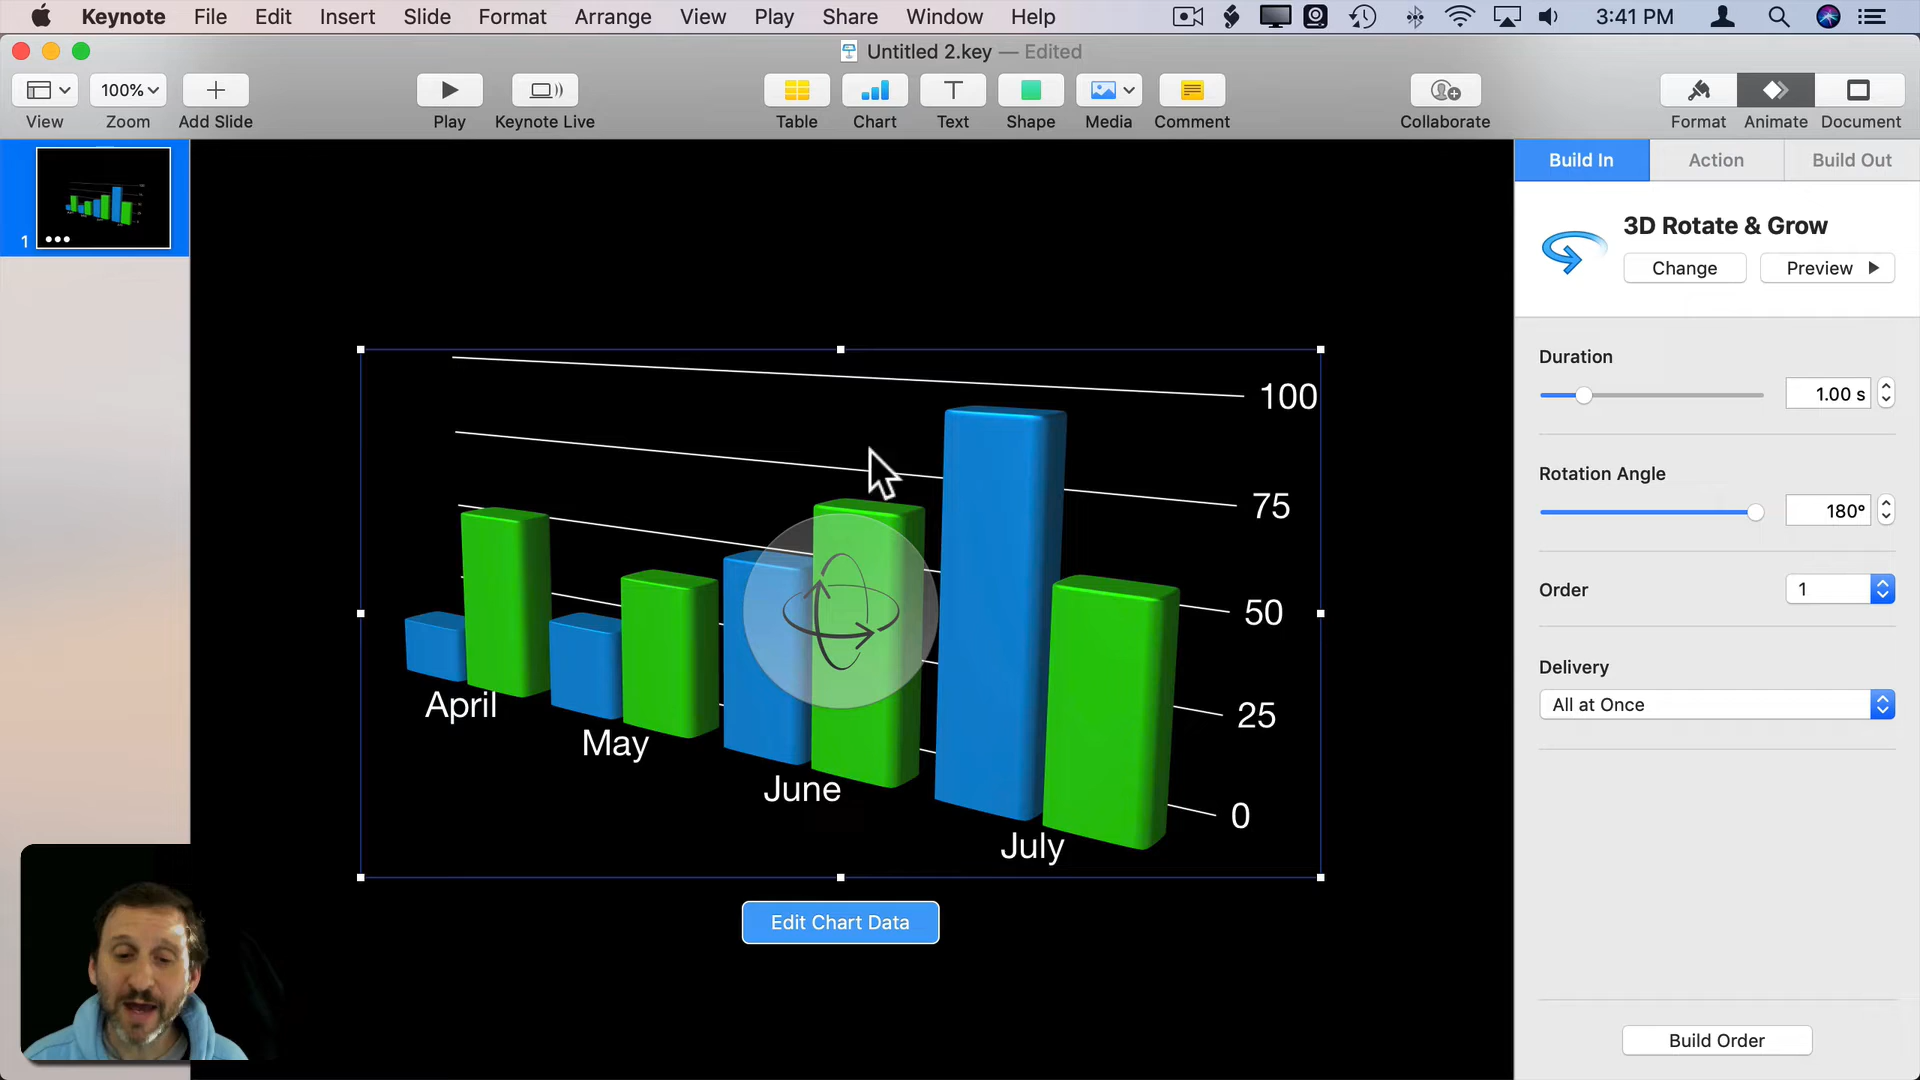 Keynote File Edit Insert Slide Format Arrange View Play Share Window Help 3:41 PM
Untitled 2.key — Edited
100%
View Zoom Add Slide Play Keynote Live Table Chart Text Shape Media Comment Collaborate Format Animate Document
1
Build In Action Build Out
3D Rotate & Grow
Change Preview
Duration
1.00 s
Rotation Angle
180°
Order 1
Delivery
All at Once
Build Order
100
75
50
25
0
April
May
June
July
Edit Chart Data